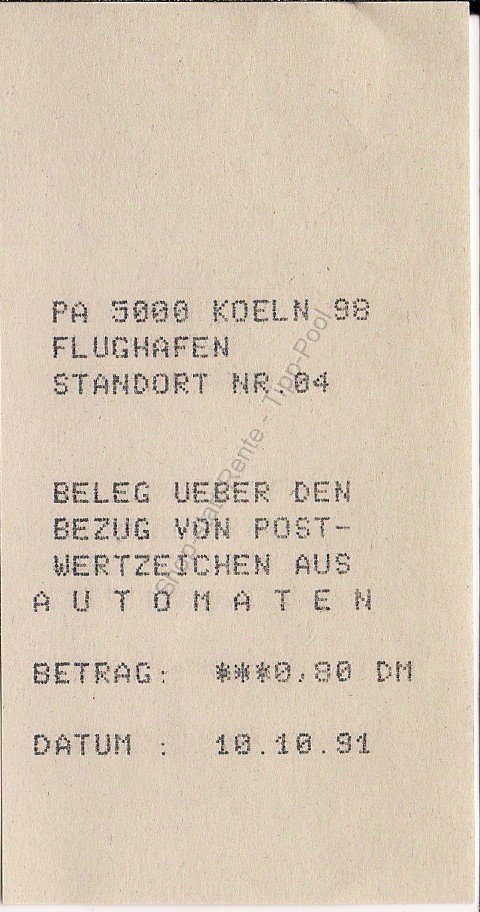 PA 5000 KOELN 98
FLUGHAFEN
STANDORT NR.04
BELEG UEBER DEN
BEZUG VON POST-
WERTZEICHEN AUS
A U T O M A T E N
BETRAG: ***0,80 DM
DATUM : 10.10.91